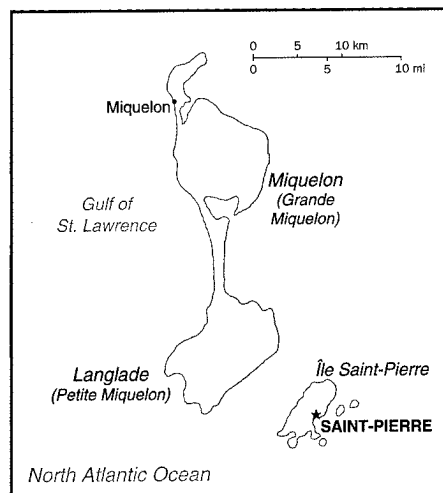 0 5 10 km
0 5 10 mi
Miquelon
Miquelon
(Grande
Miquelon)
Gulf of
St. Lawrence
Île Saint-Pierre
Langlade
(Petite Miquelon)
SAINT-PIERRE
North Atlantic Ocean